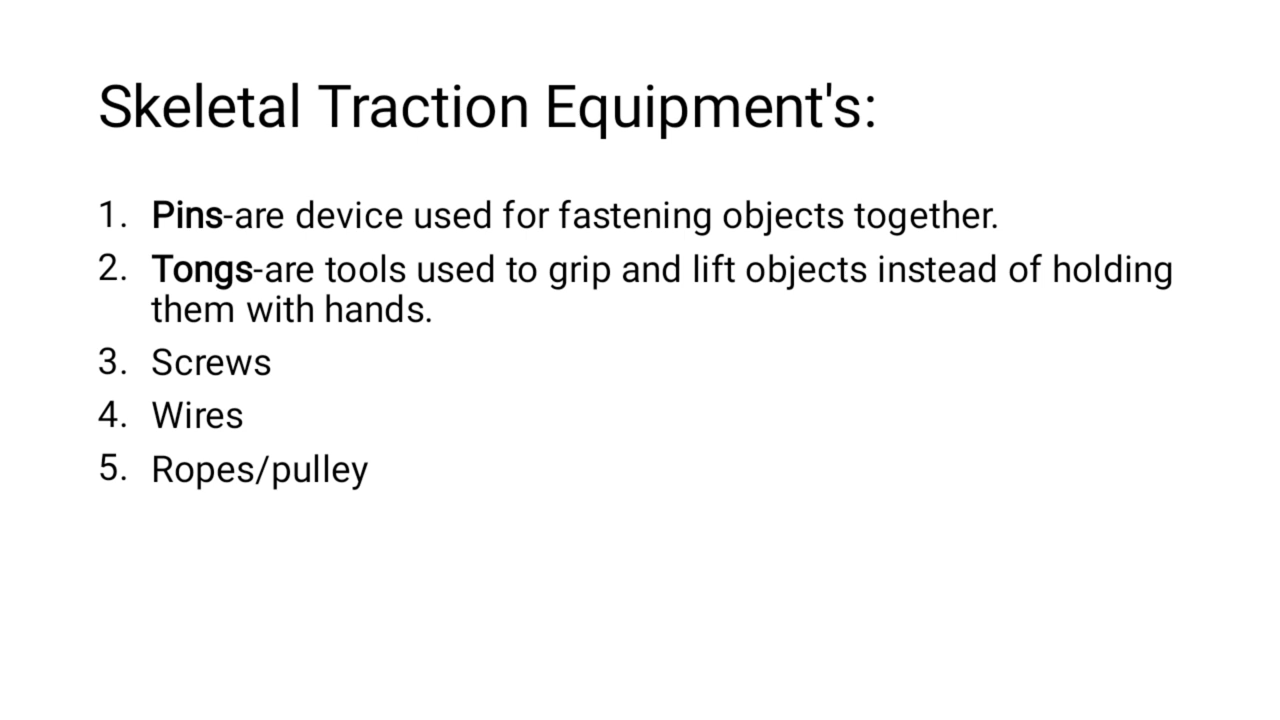 Skeletal Traction Equipment's:
1. Pins-are device used for fastening objects together.
2. Tongs-are tools used to grip and lift objects instead of holding
them with hands.
3. Screws
4. Wires
5. Ropes/pulley